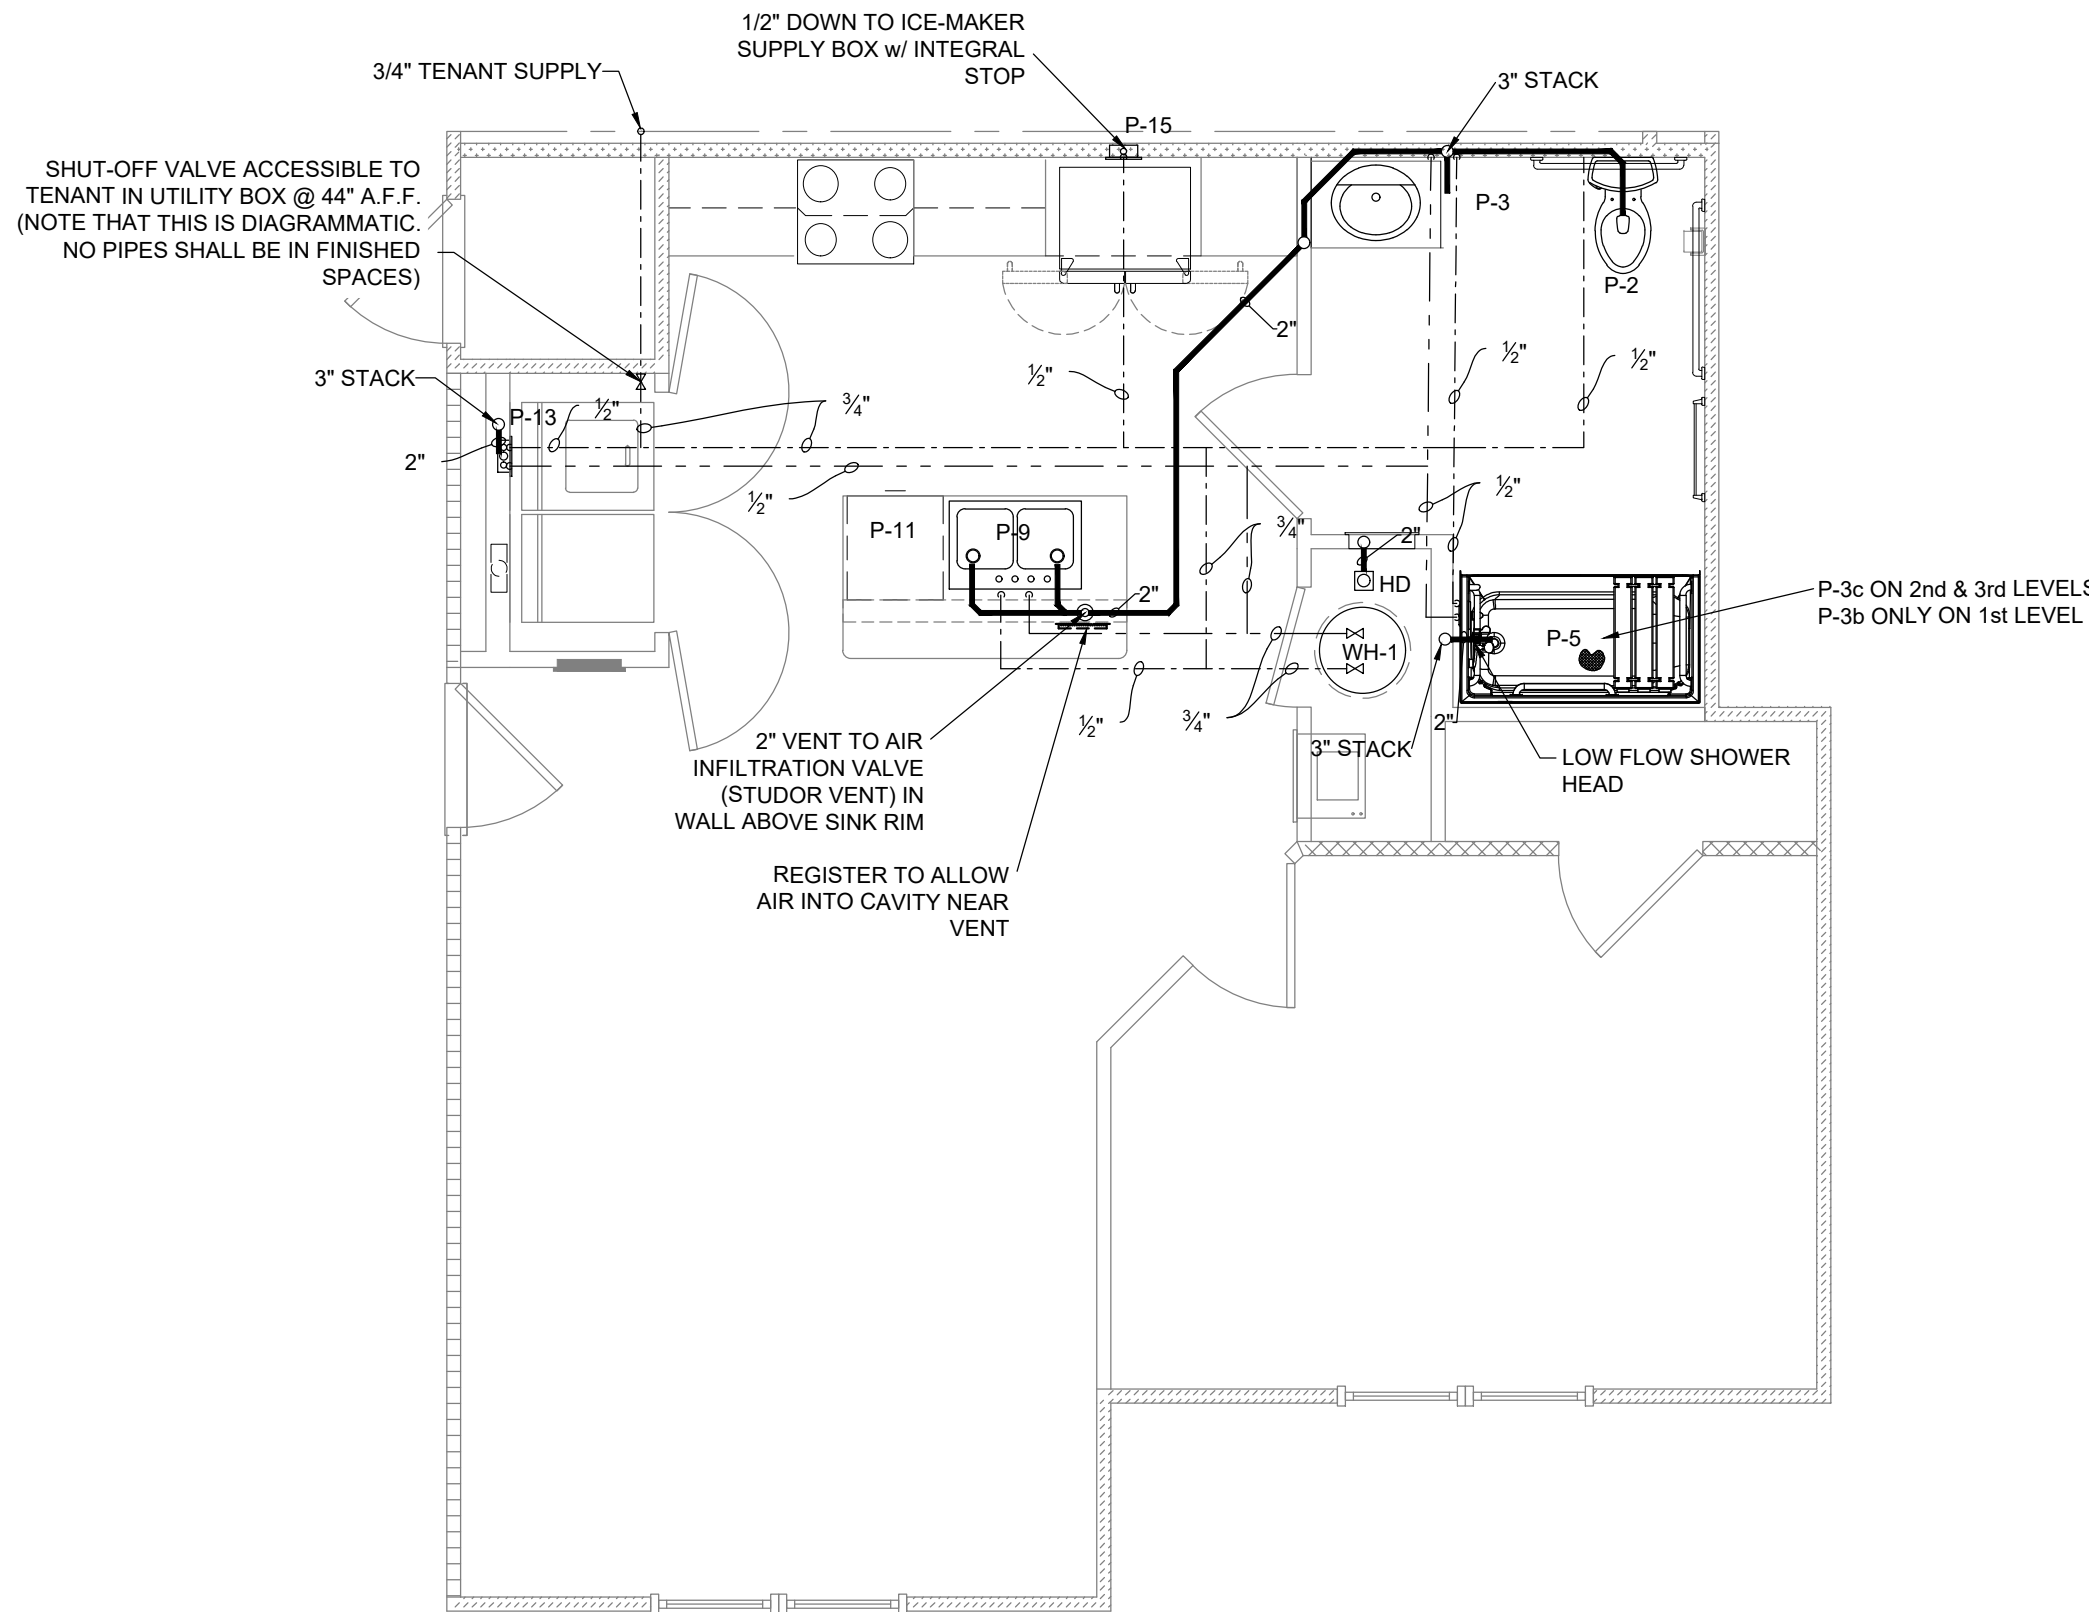 1/2" DOWN TO ICE-MAKER
SUPPLY BOX w/ INTEGRAL
STOP
3/4" TENANT SUPPLY
3" STACK
P-15
SHUT-OFF VALVE ACCESSIBLE TO
TENANT IN UTILITY BOX @ 44" A.F.F.
(NOTE THAT THIS IS DIAGRAMMATIC.
NO PIPES SHALL BE IN FINISHED
SPACES)
P-3
P-2
2"
½"
½"
½"
3" STACK
P-13
½"
¾"
2"
½"
½"
P-11
P-9
¾"
2"
HD
2"
P-3c ON 2nd & 3rd LEVELS
P-3b ONLY ON 1st LEVEL
P-5
WH-1
½"
¾"
2"
3" STACK
2" VENT TO AIR
INFILTRATION VALVE
(STUDOR VENT) IN
WALL ABOVE SINK RIM
LOW FLOW SHOWER
HEAD
REGISTER TO ALLOW
AIR INTO CAVITY NEAR
VENT